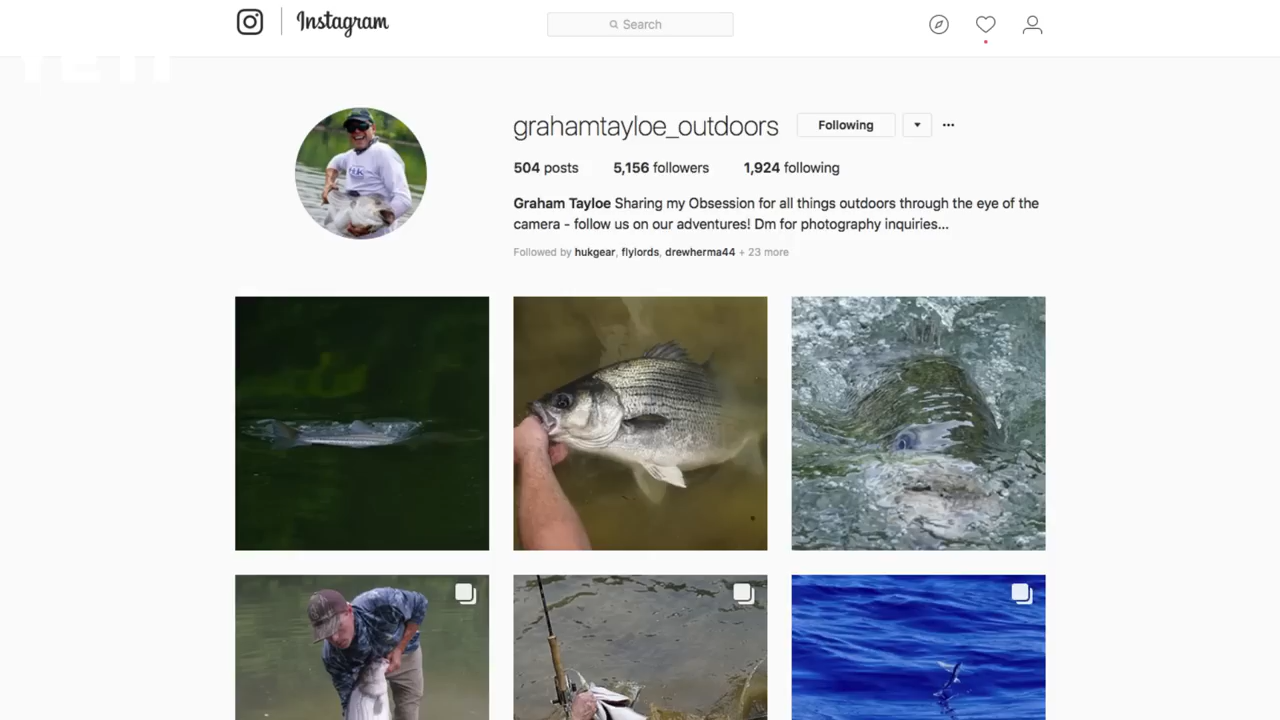 Instagram
Search
YETI
grahamtayloe_outdoors
Following
504 posts 5,156 followers 1,924 following
Graham Tayloe Sharing my Obsession for all things outdoors through the eye of the
camera - follow us on our adventures! Dm for photography inquiries...
Followed by hukgear, flylords, drewherma44 + 23 more